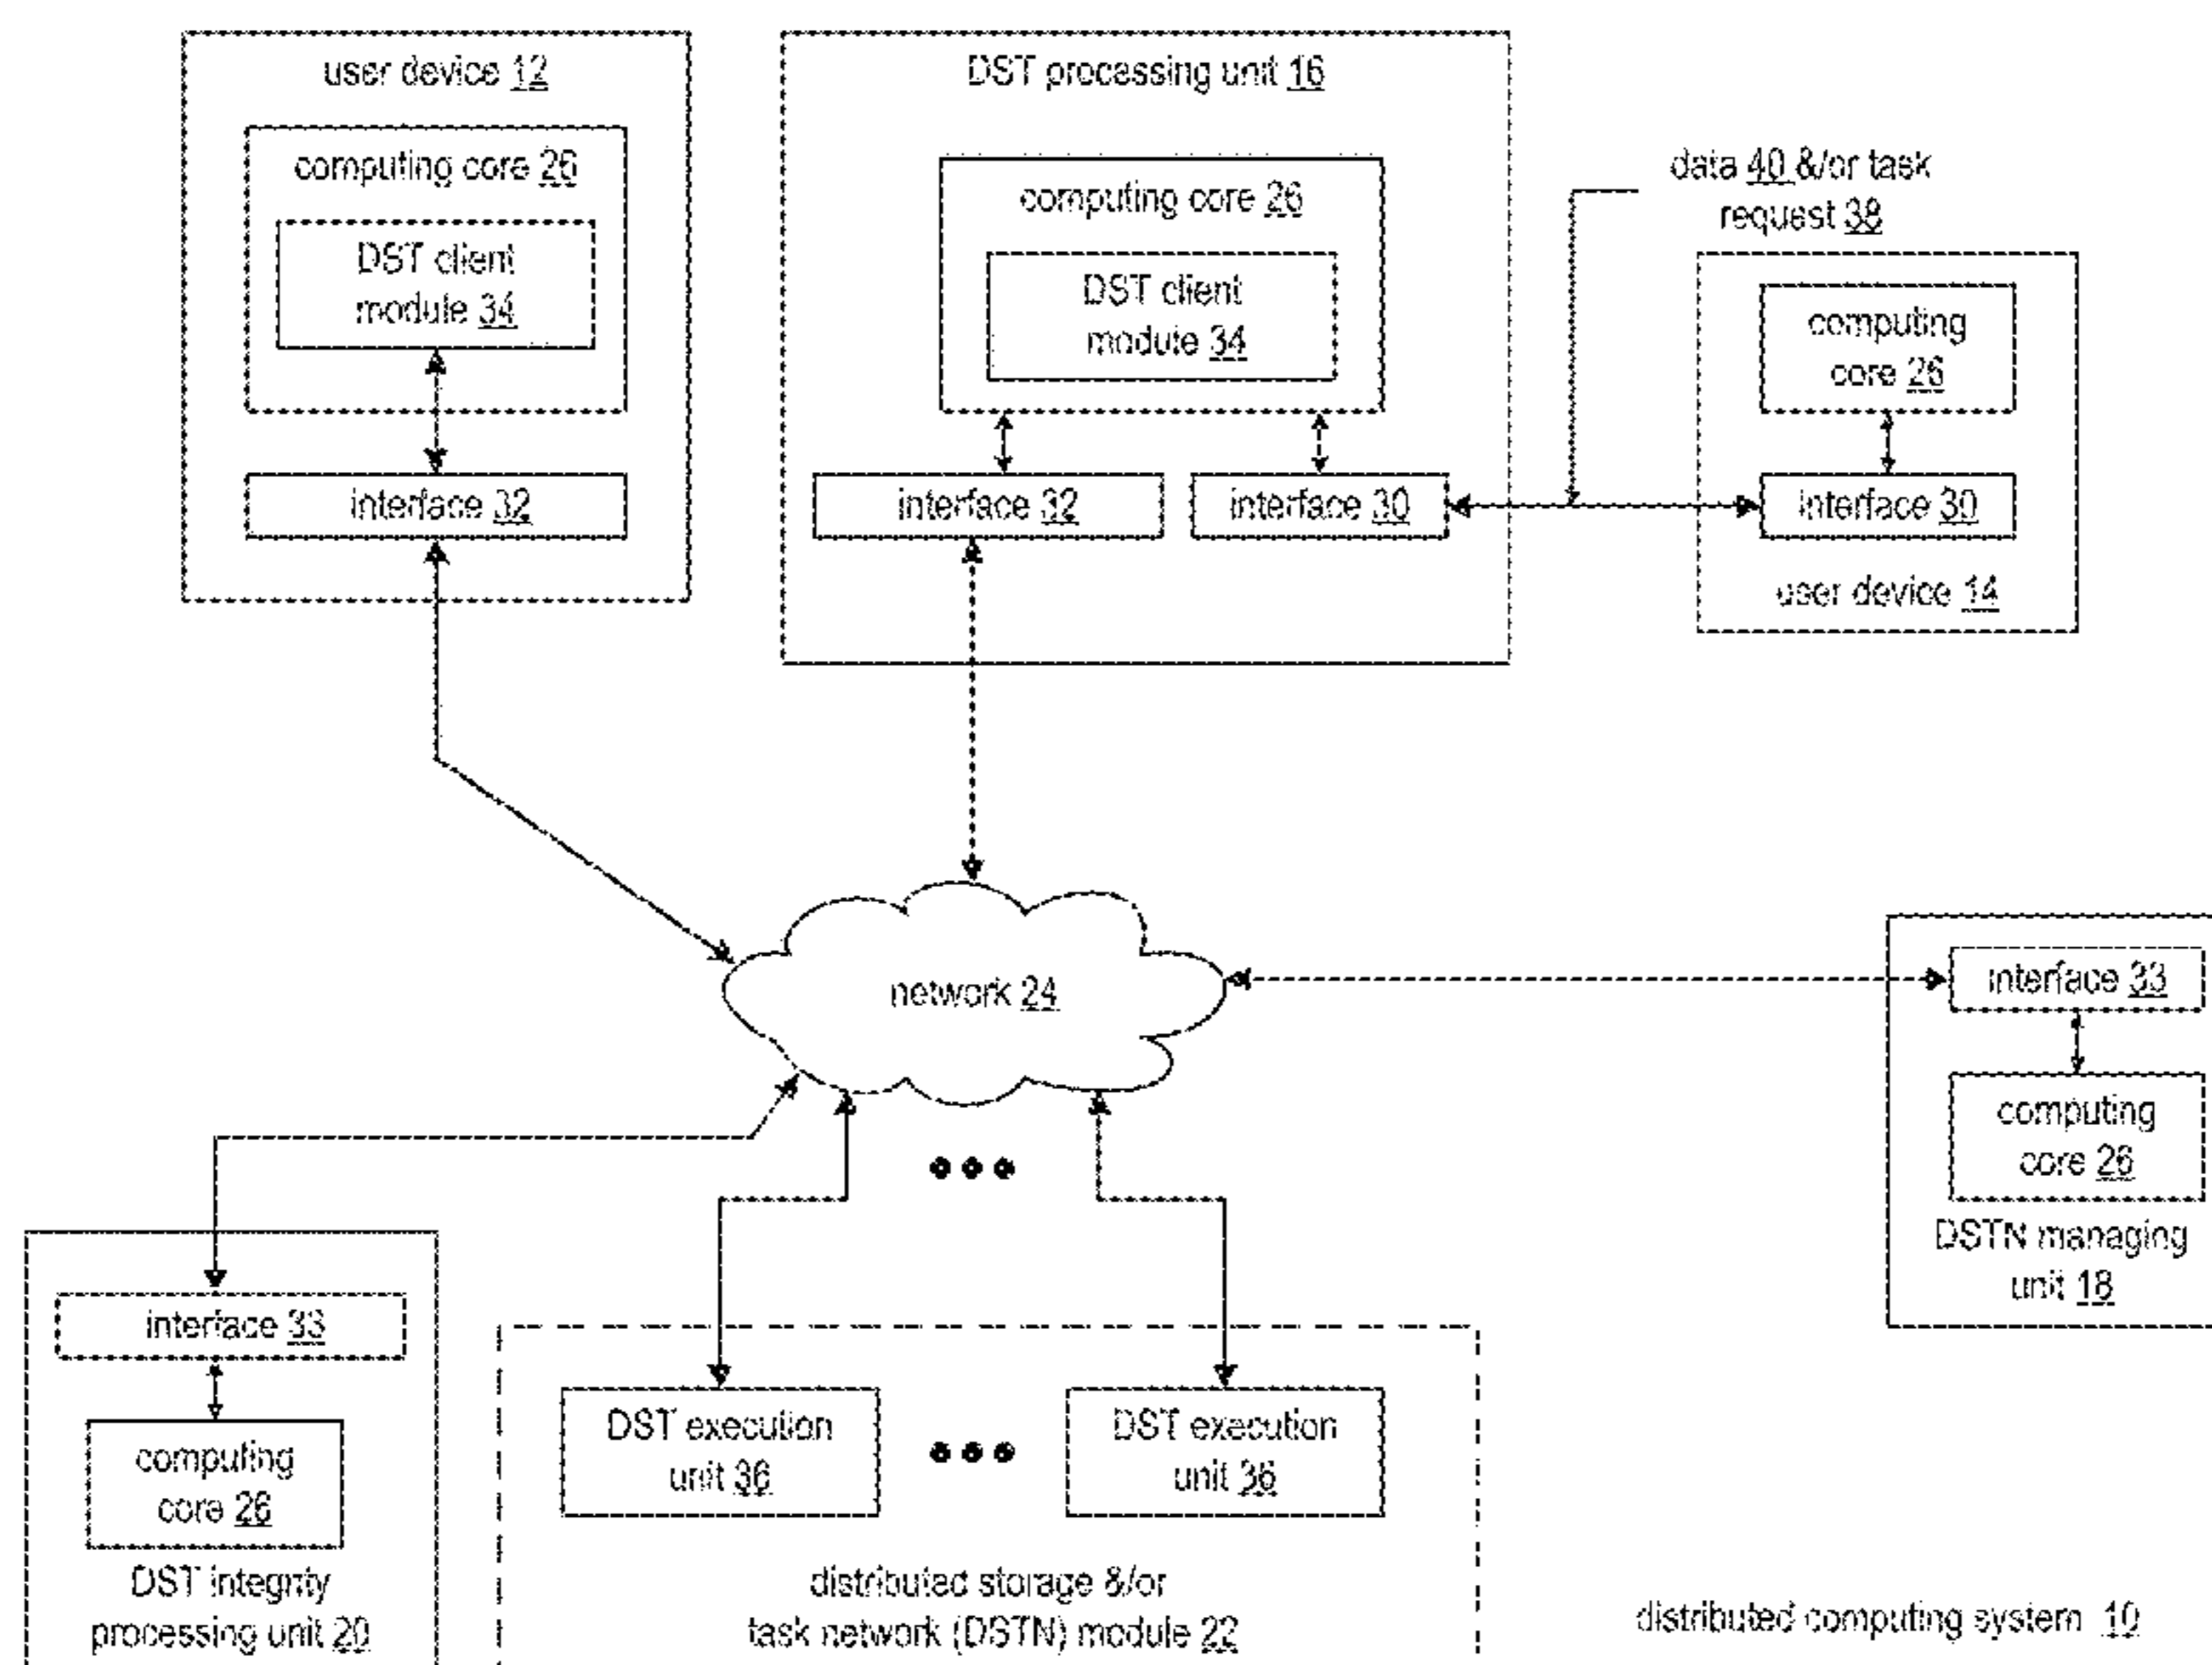 user device 12
computing core 26
DST client
module 34
interface 32
DST processing unit 16
computing core 26
DST client
module 34
interface 32
interface 30
data 40 &/or task
request 38
computing
core 26
interface 30
user device 14
network 24
interface 33
computing
core 26
DSTN managing
unit 18
interface 33
computing
core 26
DST integrity
processing unit 20
DST execution
unit 36
DST execution
unit 36
distributed storage &/or
task network (DSTN) module 22
distributed computing system 10